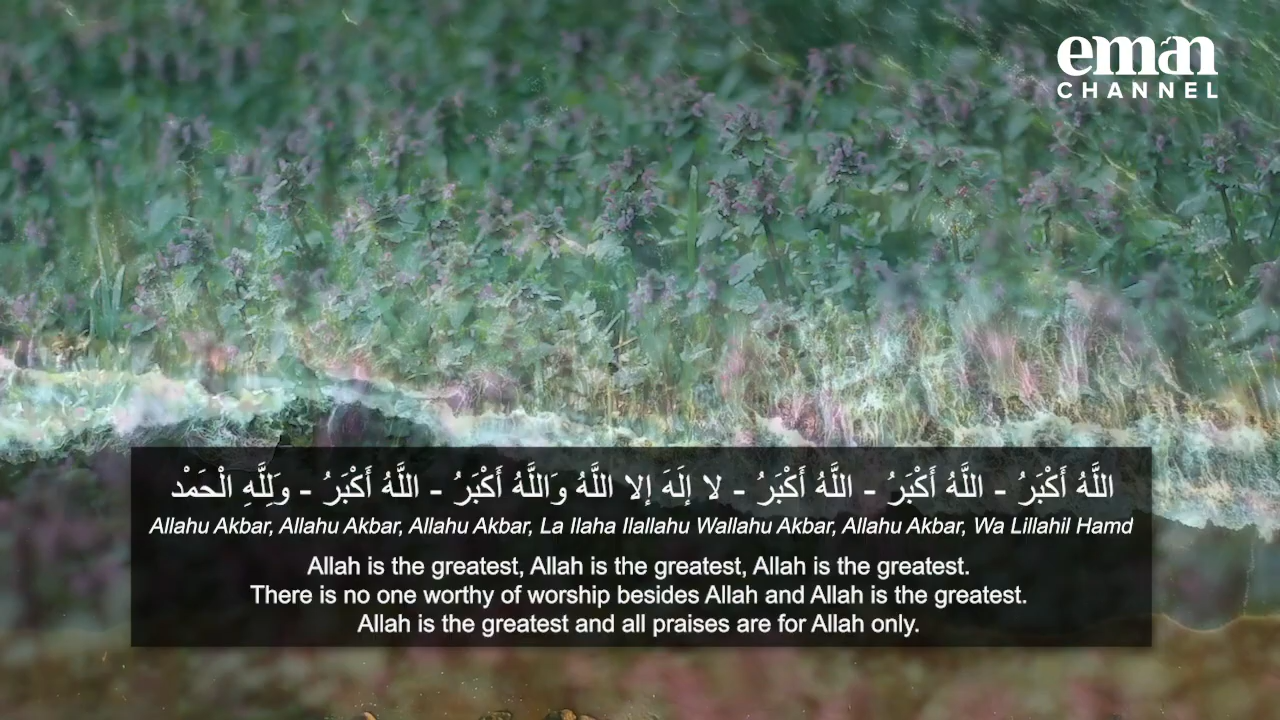 eman
CHANNEL
اللَّهُ أَكْبَرُ - اللَّهُ أَكْبَرُ - اللَّهُ أَكْبَرُ - لا إلَهَ إلا اللَّهُ وَاللَّهُ أَكْبَرُ - اللَّهُ أَكْبَرُ - وَلِلَّهِ الْحَمْد
Allahu Akbar, Allahu Akbar, Allahu Akbar, La Ilaha Ilallahu Wallahu Akbar, Allahu Akbar, Wa Lillahil Hamd
Allah is the greatest, Allah is the greatest, Allah is the greatest.
There is no one worthy of worship besides Allah and Allah is the greatest.
Allah is the greatest and all praises are for Allah only.